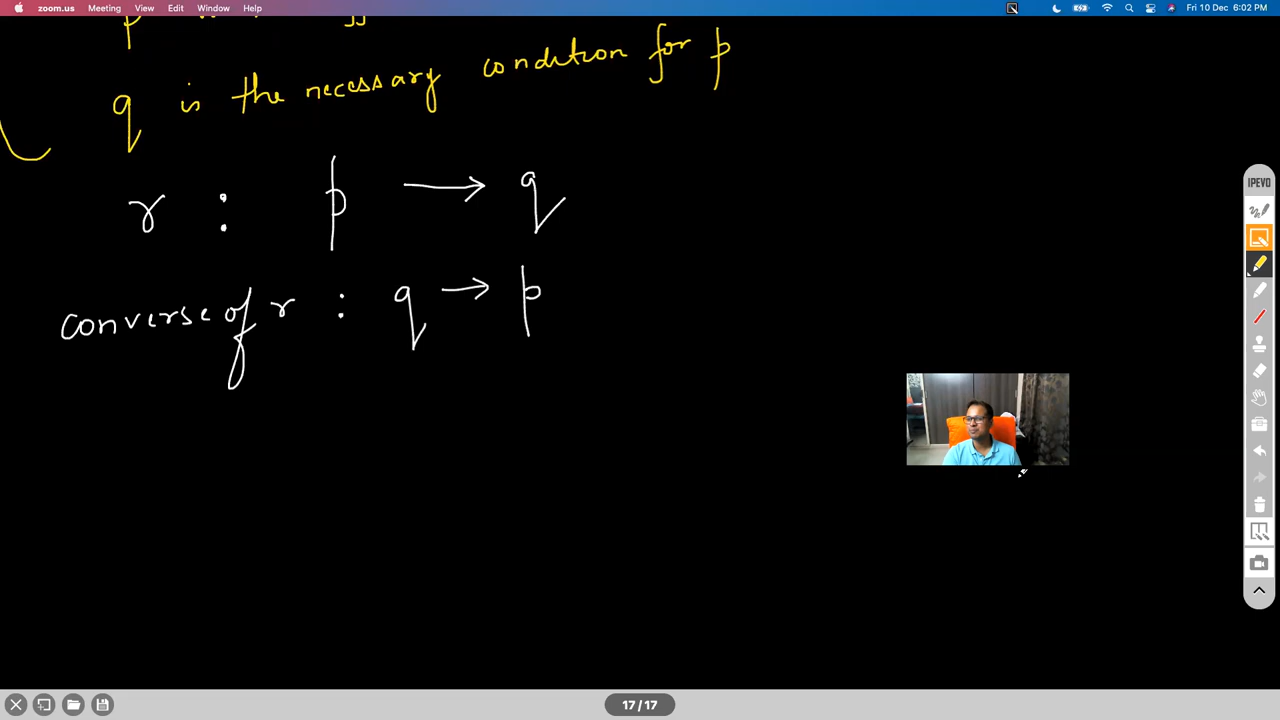 zoom.us Meeting View Edit Window Help Fri 10 Dec 6:02 PM
p
q is the necessary condition for p
r : p → q
converse of r : q → p
IPEVO
17/17